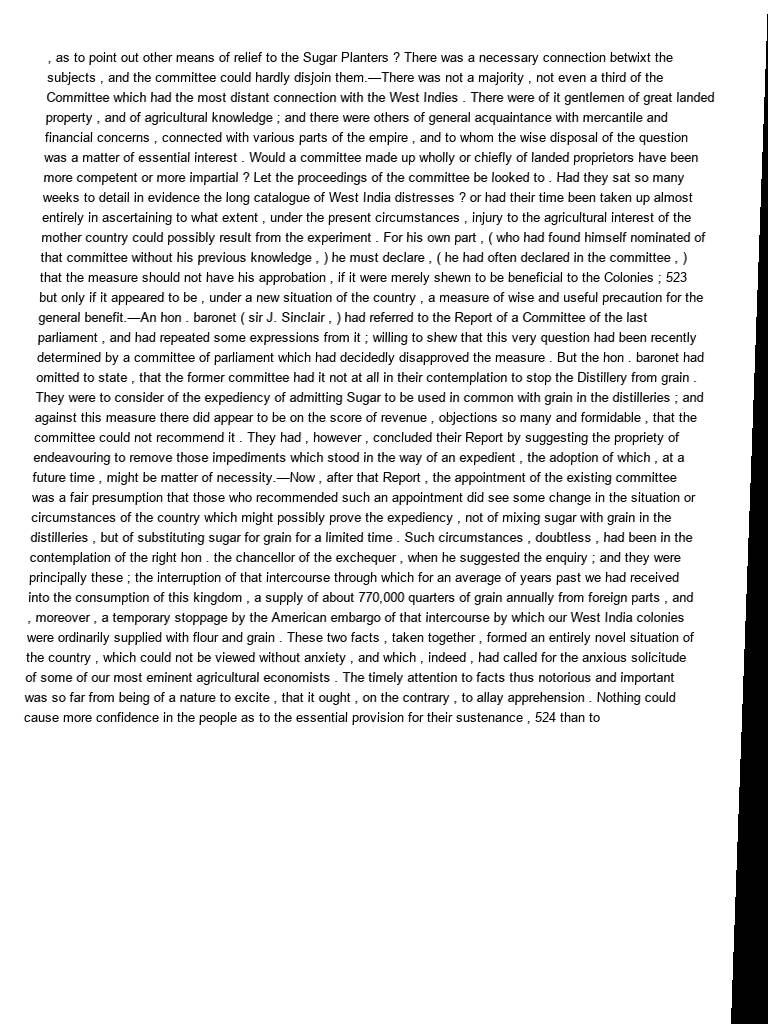 , as to point out other means of relief to the Sugar Planters ? There was a necessary connection betwixt the
subjects , and the committee could hardly disjoin them.—There was not a majority , not even a third of the
Committee which had the most distant connection with the West Indies . There were of it gentlemen of great landed
property , and of agricultural knowledge ; and there were others of general acquaintance with mercantile and
financial concerns , connected with various parts of the empire , and to whom the wise disposal of the question
was a matter of essential interest . Would a committee made up wholly or chiefly of landed proprietors have been
more competent or more impartial ? Let the proceedings of the committee be looked to . Had they sat so many
weeks to detail in evidence the long catalogue of West India distresses ? or had their time been taken up almost
entirely in ascertaining to what extent , under the present circumstances , injury to the agricultural interest of the
mother country could possibly result from the experiment . For his own part , ( who had found himself nominated of
that committee without his previous knowledge , ) he must declare , ( he had often declared in the committee , )
that the measure should not have his approbation , if it were merely shewn to be beneficial to the Colonies ; 523
but only if it appeared to be , under a new situation of the country , a measure of wise and useful precaution for the
general benefit.—An hon . baronet ( sir J. Sinclair , ) had referred to the Report of a Committee of the last
parliament , and had repeated some expressions from it ; willing to shew that this very question had been recently
determined by a committee of parliament which had decidedly disapproved the measure . But the hon . baronet had
omitted to state , that the former committee had it not at all in their contemplation to stop the Distillery from grain .
They were to consider of the expediency of admitting Sugar to be used in common with grain in the distilleries ; and
against this measure there did appear to be on the score of revenue , objections so many and formidable , that the
committee could not recommend it . They had , however , concluded their Report by suggesting the propriety of
endeavouring to remove those impediments which stood in the way of an expedient , the adoption of which , at a
future time , might be matter of necessity.—Now , after that Report , the appointment of the existing committee
was a fair presumption that those who recommended such an appointment did see some change in the situation or
circumstances of the country which might possibly prove the expediency , not of mixing sugar with grain in the
distilleries , but of substituting sugar for grain for a limited time . Such circumstances , doubtless , had been in the
contemplation of the right hon . the chancellor of the exchequer , when he suggested the enquiry ; and they were
principally these ; the interruption of that intercourse through which for an average of years past we had received
into the consumption of this kingdom , a supply of about 770,000 quarters of grain annually from foreign parts , and
, moreover , a temporary stoppage by the American embargo of that intercourse by which our West India colonies
were ordinarily supplied with flour and grain . These two facts , taken together , formed an entirely novel situation of
the country , which could not be viewed without anxiety , and which , indeed , had called for the anxious solicitude
of some of our most eminent agricultural economists . The timely attention to facts thus notorious and important
was so far from being of a nature to excite , that it ought , on the contrary , to allay apprehension . Nothing could
cause more confidence in the people as to the essential provision for their sustenance , 524 than to